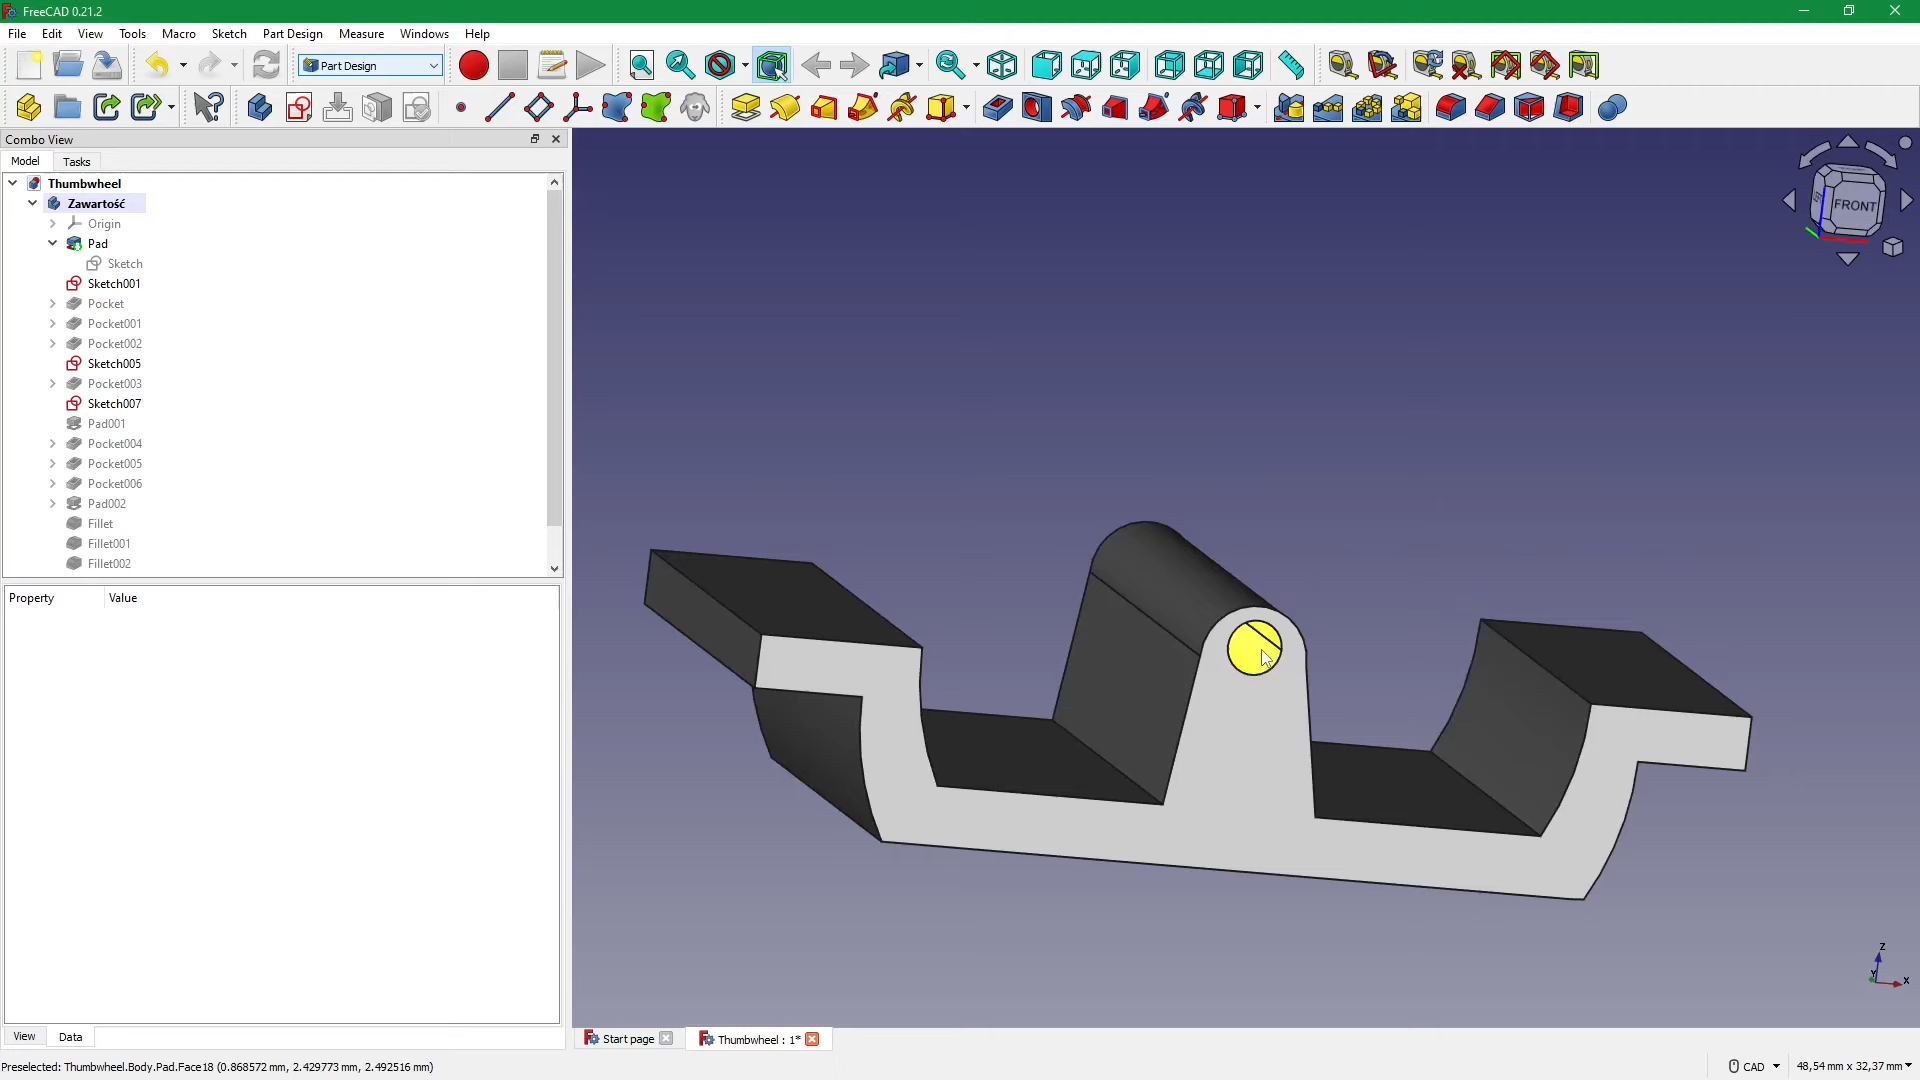 FreeCAD 0.21.2
File Edit View Tools Macro Sketch Part Design Measure Windows Help
Part Design
Combo View
Model Tasks
Thumbwheel
Zawartość
Origin
Pad
Sketch
Sketch001
Pocket
Pocket001
Pocket002
Sketch005
Pocket003
Sketch007
Pad001
Pocket004
Pocket005
Pocket006
Pad002
Fillet
Fillet001
Fillet002
Property Value
FRONT
Z
Y X
View Data
Start page Thumbwheel : 1*
Preselected: Thumbwheel.Body.Pad.Face18 (0.868572 mm, 2.429773 mm, 2.492516 mm)
CAD 48,54 mm x 32,37 mm